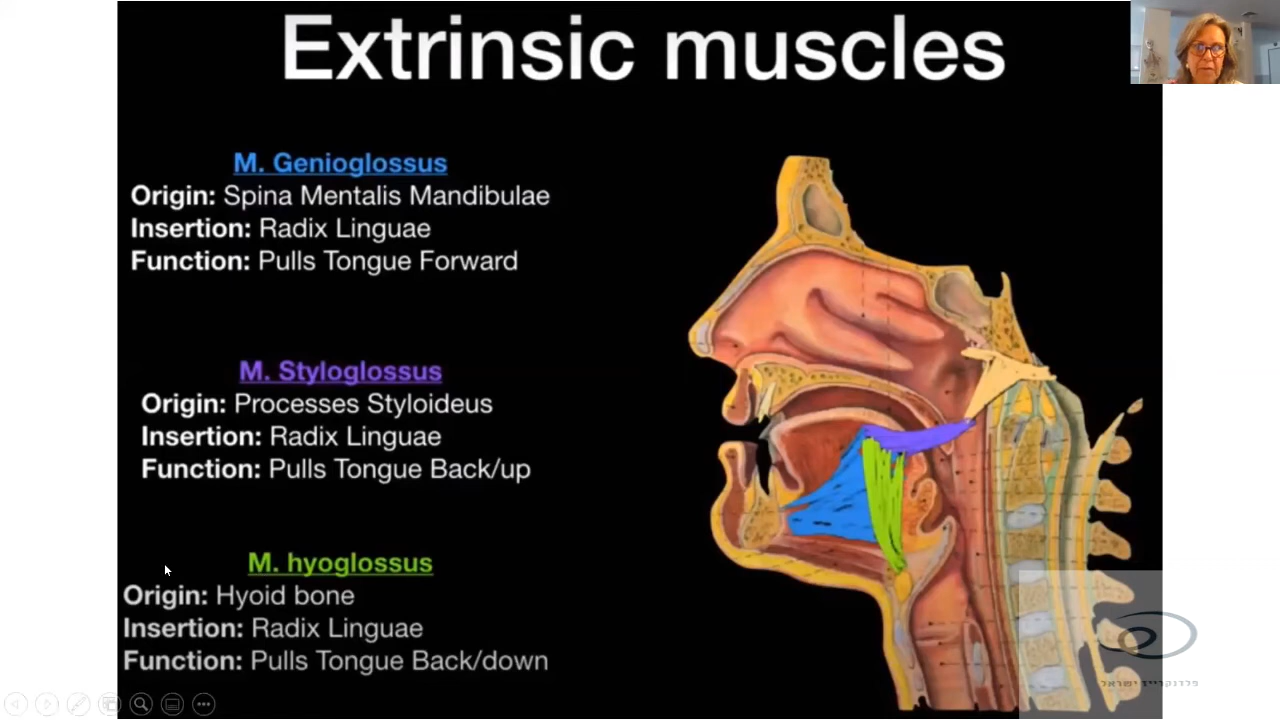 Extrinsic muscles
M. Genioglossus
Origin: Spina Mentalis Mandibulae
Insertion: Radix Linguae
Function: Pulls Tongue Forward
M. Styloglossus
Origin: Processes Styloideus
Insertion: Radix Linguae
Function: Pulls Tongue Back/up
M. hyoglossus
Origin: Hyoid bone
Insertion: Radix Linguae
Function: Pulls Tongue Back/down
פלדנקרייז ישראל